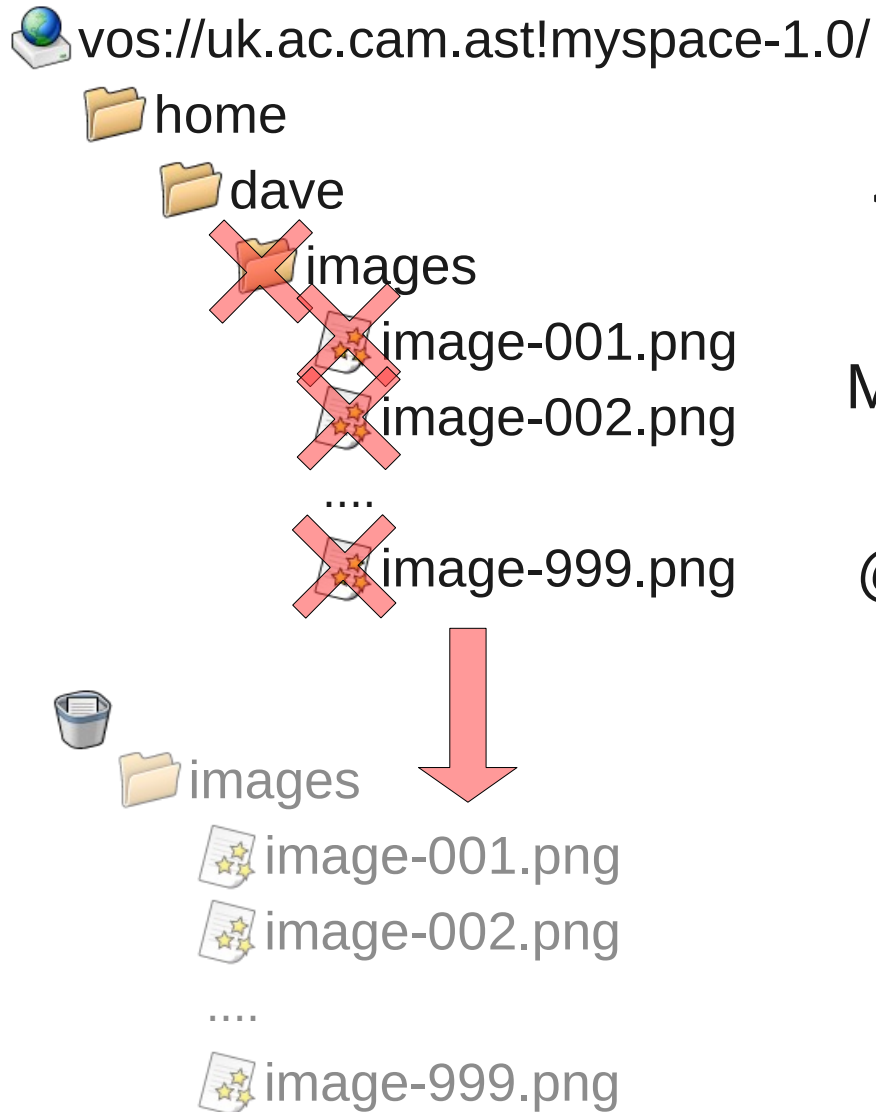 vos://uk.ac.cam.ast!myspace-1.0/
home
dave
images
image-001.png
image-002.png
....
image-999.png
images
image-001.png
image-002.png
....
image-999.png